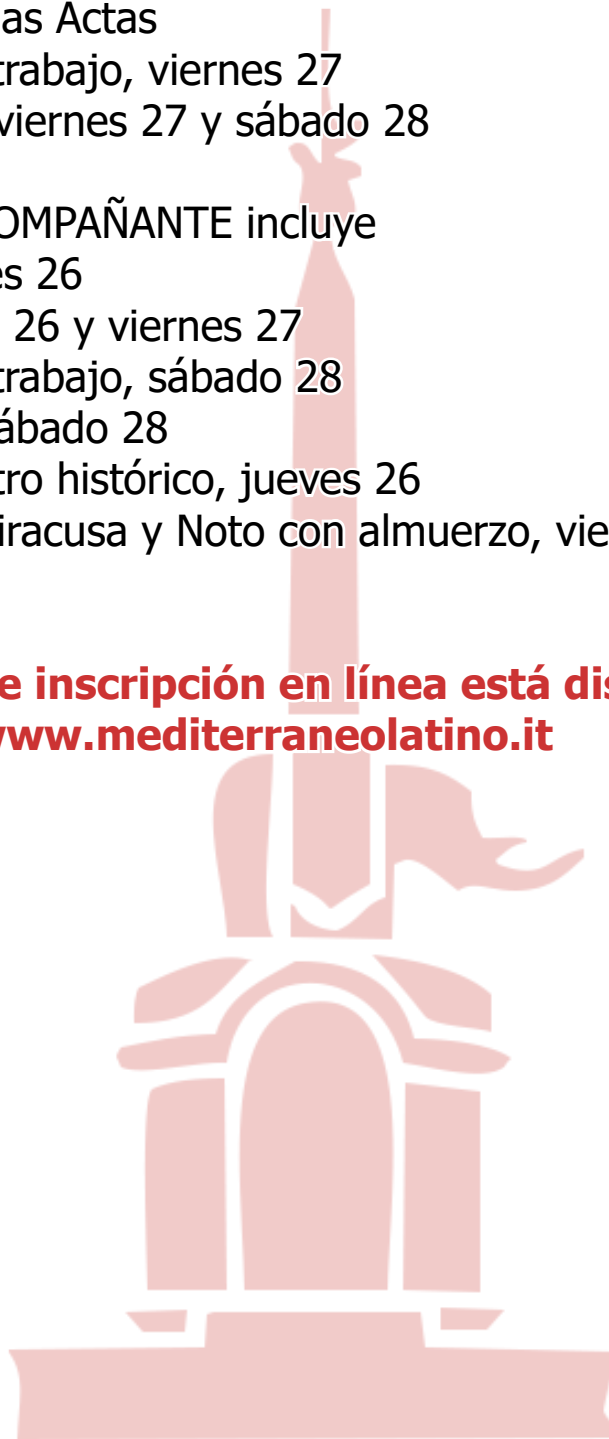 as Actas
trabajo, viernes 27
viernes 27 y sábado 28
OMPAÑANTE incluye
es 26
26 y viernes 27
trabajo, sábado 28
ábado 28
tro histórico, jueves 26
iracusa y Noto con almuerzo, vie
e inscripción en línea está dis
www.mediterraneolatino.it